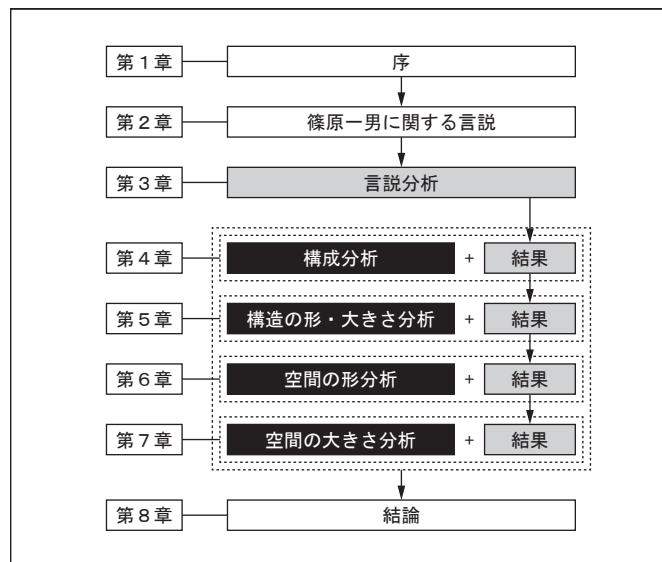 第1章 序
第2章 篠原一男に関する言説
第3章 言説分析
第4章 構成分析 + 結果
第5章 構造の形・大きさ分析 + 結果
第6章 空間の形分析 + 結果
第7章 空間の大きさ分析 + 結果
第8章 結論